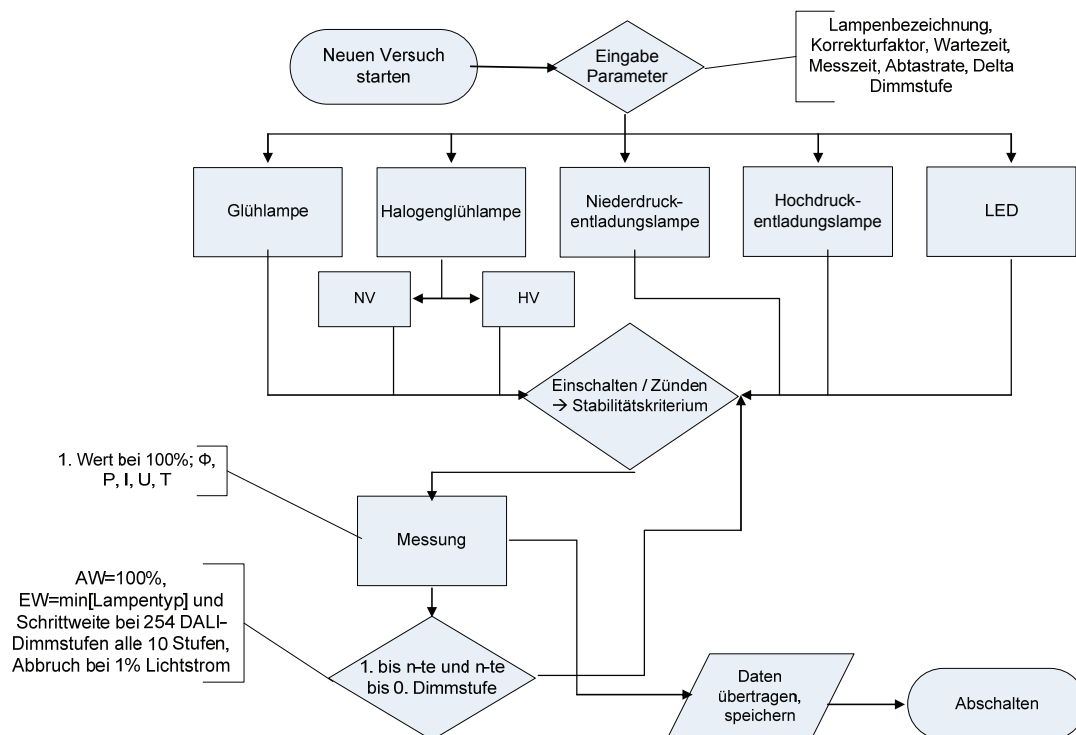 Neuen Versuch
starten
Eingabe
Parameter
Lampenbezeichnung,
Korrekturfaktor, Wartezeit,
Messzeit, Abtastrate, Delta
Dimmstufe
Glühlampe
Halogenglühlampe
Niederdruck-
entladungslampe
Hochdruck-
entladungslampe
LED
NV
HV
Einschalten / Zünden
→ Stabilitätskriterium
1. Wert bei 100%; Φ,
P, I, U, T
Messung
AW=100%,
EW=min[Lampentyp] und
Schrittweite bei 254 DALI-
Dimmstufen alle 10 Stufen,
Abbruch bei 1% Lichtstrom
1. bis n-te und n-te
bis 0. Dimmstufe
Daten
übertragen,
speichern
Abschalten